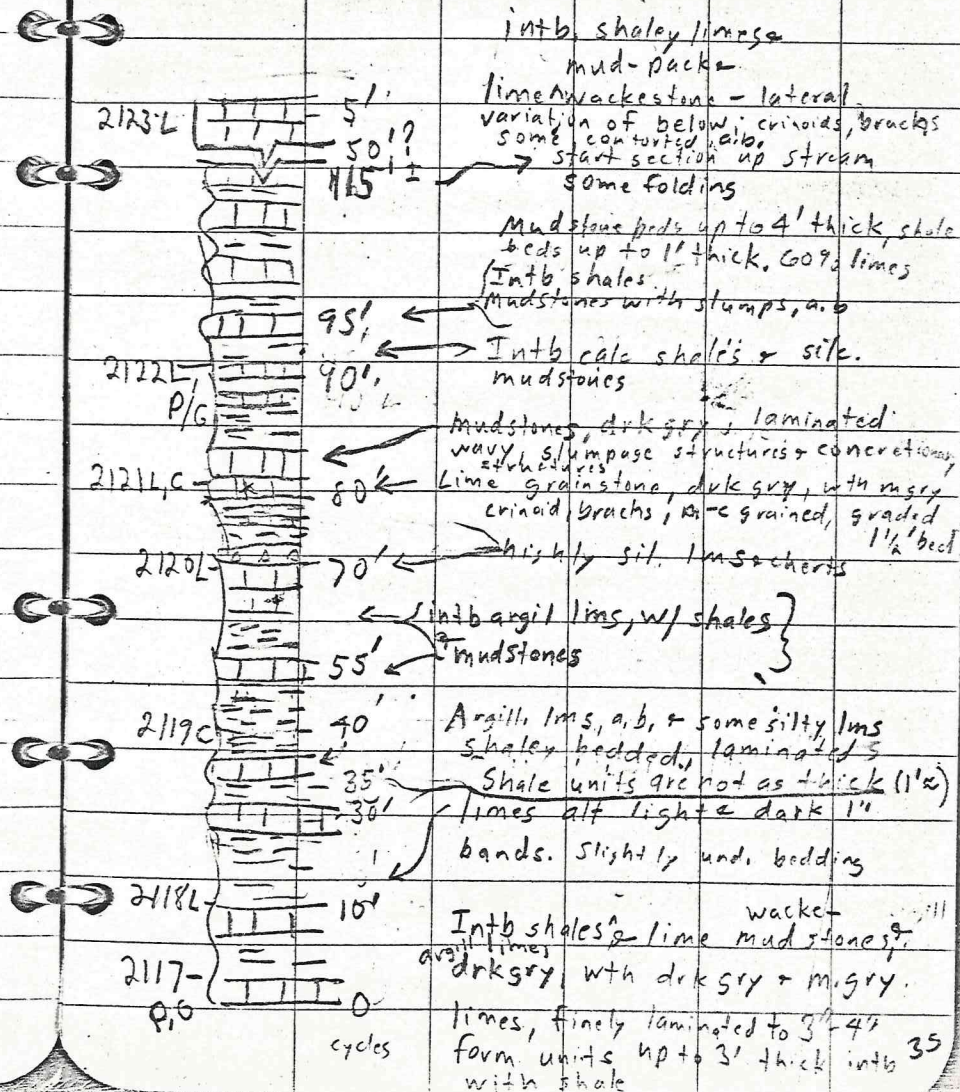 intb. shaley limes &
mud-pack &
lime ^ wackestone - lateral
5'
2123-L
variation of below; crinoids, brachs
some contorted, a.b.
50'?
start section up stream
115' ±
some folding
Mudstone beds up to 4' thick, shale
beds up to 1' thick. 60% limes
Intb shales
Mudstones with slumps, a.b
95'
Intb calc shales & silc.
2122L
90'
mudstones
P/G
Mudstones, drk gry, laminated
wavy, slumpage structures & concretionary
structures
2121L,C
80'
Lime grainstone, drk gry, wth m gry
crinoid, brachs, m-c grained, graded
1 1/2' bed
highly sil. lms & cherts
2120L
70'
intb argil lms, w/ shales
& mudstones
55'
2119C
40'
Argill. lms, a.b. & some silty lms
shaley bedded, laminated
35'
Shale units are not as thick (1'±)
30'
limes alt light & dark 1"
bands. Slightly und. bedding
2118L
10'
wacke-
Intb shales & lime mudstones &
argill limes
drk gry, wth drk gry & m. gry.
2117-
P,G
0
limes, finely laminated to 3"-4"
35
cycles
form units up to 3' thick intb
with shale